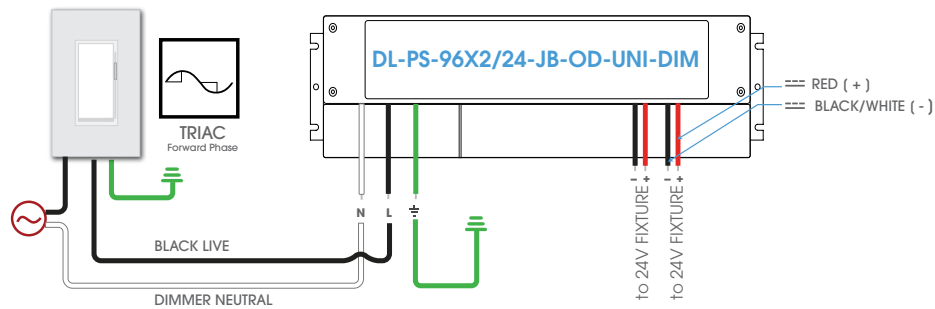 DL-PS-96X2/24-JB-OD-UNI-DIM
RED ( + )
BLACK/WHITE ( - )
TRIAC
Forward Phase
N
L
- +
- +
to 24V FIXTURE
to 24V FIXTURE
BLACK LIVE
DIMMER NEUTRAL